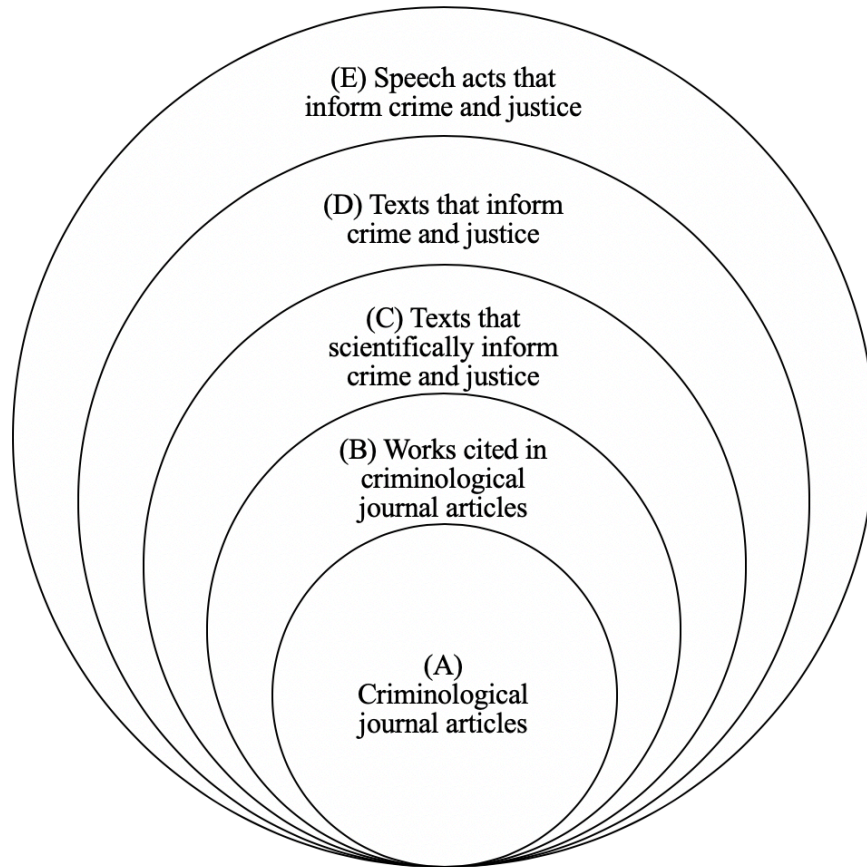 (E) Speech acts that
inform crime and justice
(D) Texts that inform
crime and justice
(C) Texts that
scientifically inform
crime and justice
(B) Works cited in
criminological
journal articles
(A)
Criminological
journal articles